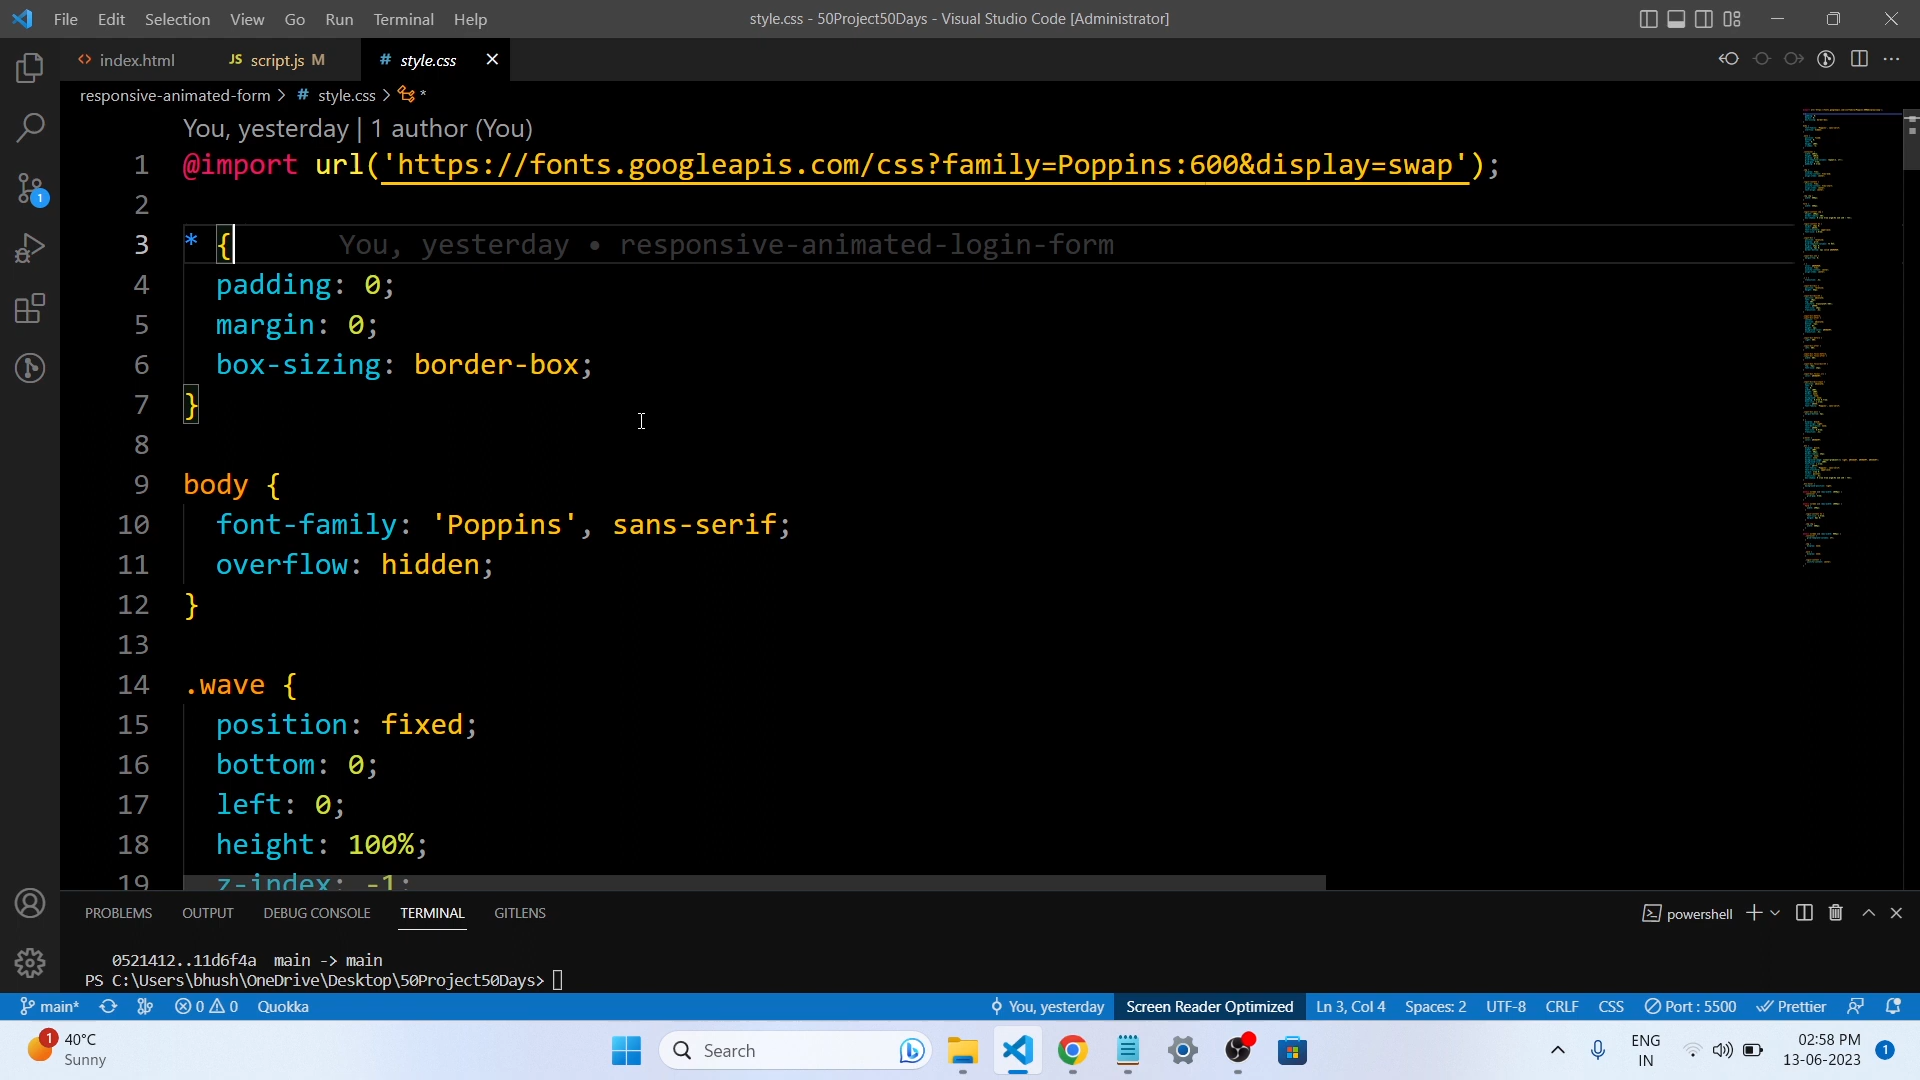 File Edit Selection View Go Run Terminal Help
style.css - 50Project50Days - Visual Studio Code [Administrator]
<> index.html JS script.js M # style.css
responsive-animated-form > # style.css > *
You, yesterday | 1 author (You)
1 @import url('https://fonts.googleapis.com/css?family=Poppins:600&display=swap');
2
3 * { You, yesterday • responsive-animated-login-form
4 padding: 0;
5 margin: 0;
6 box-sizing: border-box;
7 }
8
9 body {
10 font-family: 'Poppins', sans-serif;
11 overflow: hidden;
12 }
13
14 .wave {
15 position: fixed;
16 bottom: 0;
17 left: 0;
18 height: 100%;
19 z-index: -1;
1
PROBLEMS OUTPUT DEBUG CONSOLE TERMINAL GITLENS
powershell
0521412..11d6f4a main -> main
PS C:\Users\bhush\OneDrive\Desktop\50Project50Days>
main* 0 0 Quokka You, yesterday Screen Reader Optimized Ln 3, Col 4 Spaces: 2 UTF-8 CRLF CSS Port : 5500 Prettier
1 40°C
Sunny
Search
ENG
IN
02:58 PM
13-06-2023
1